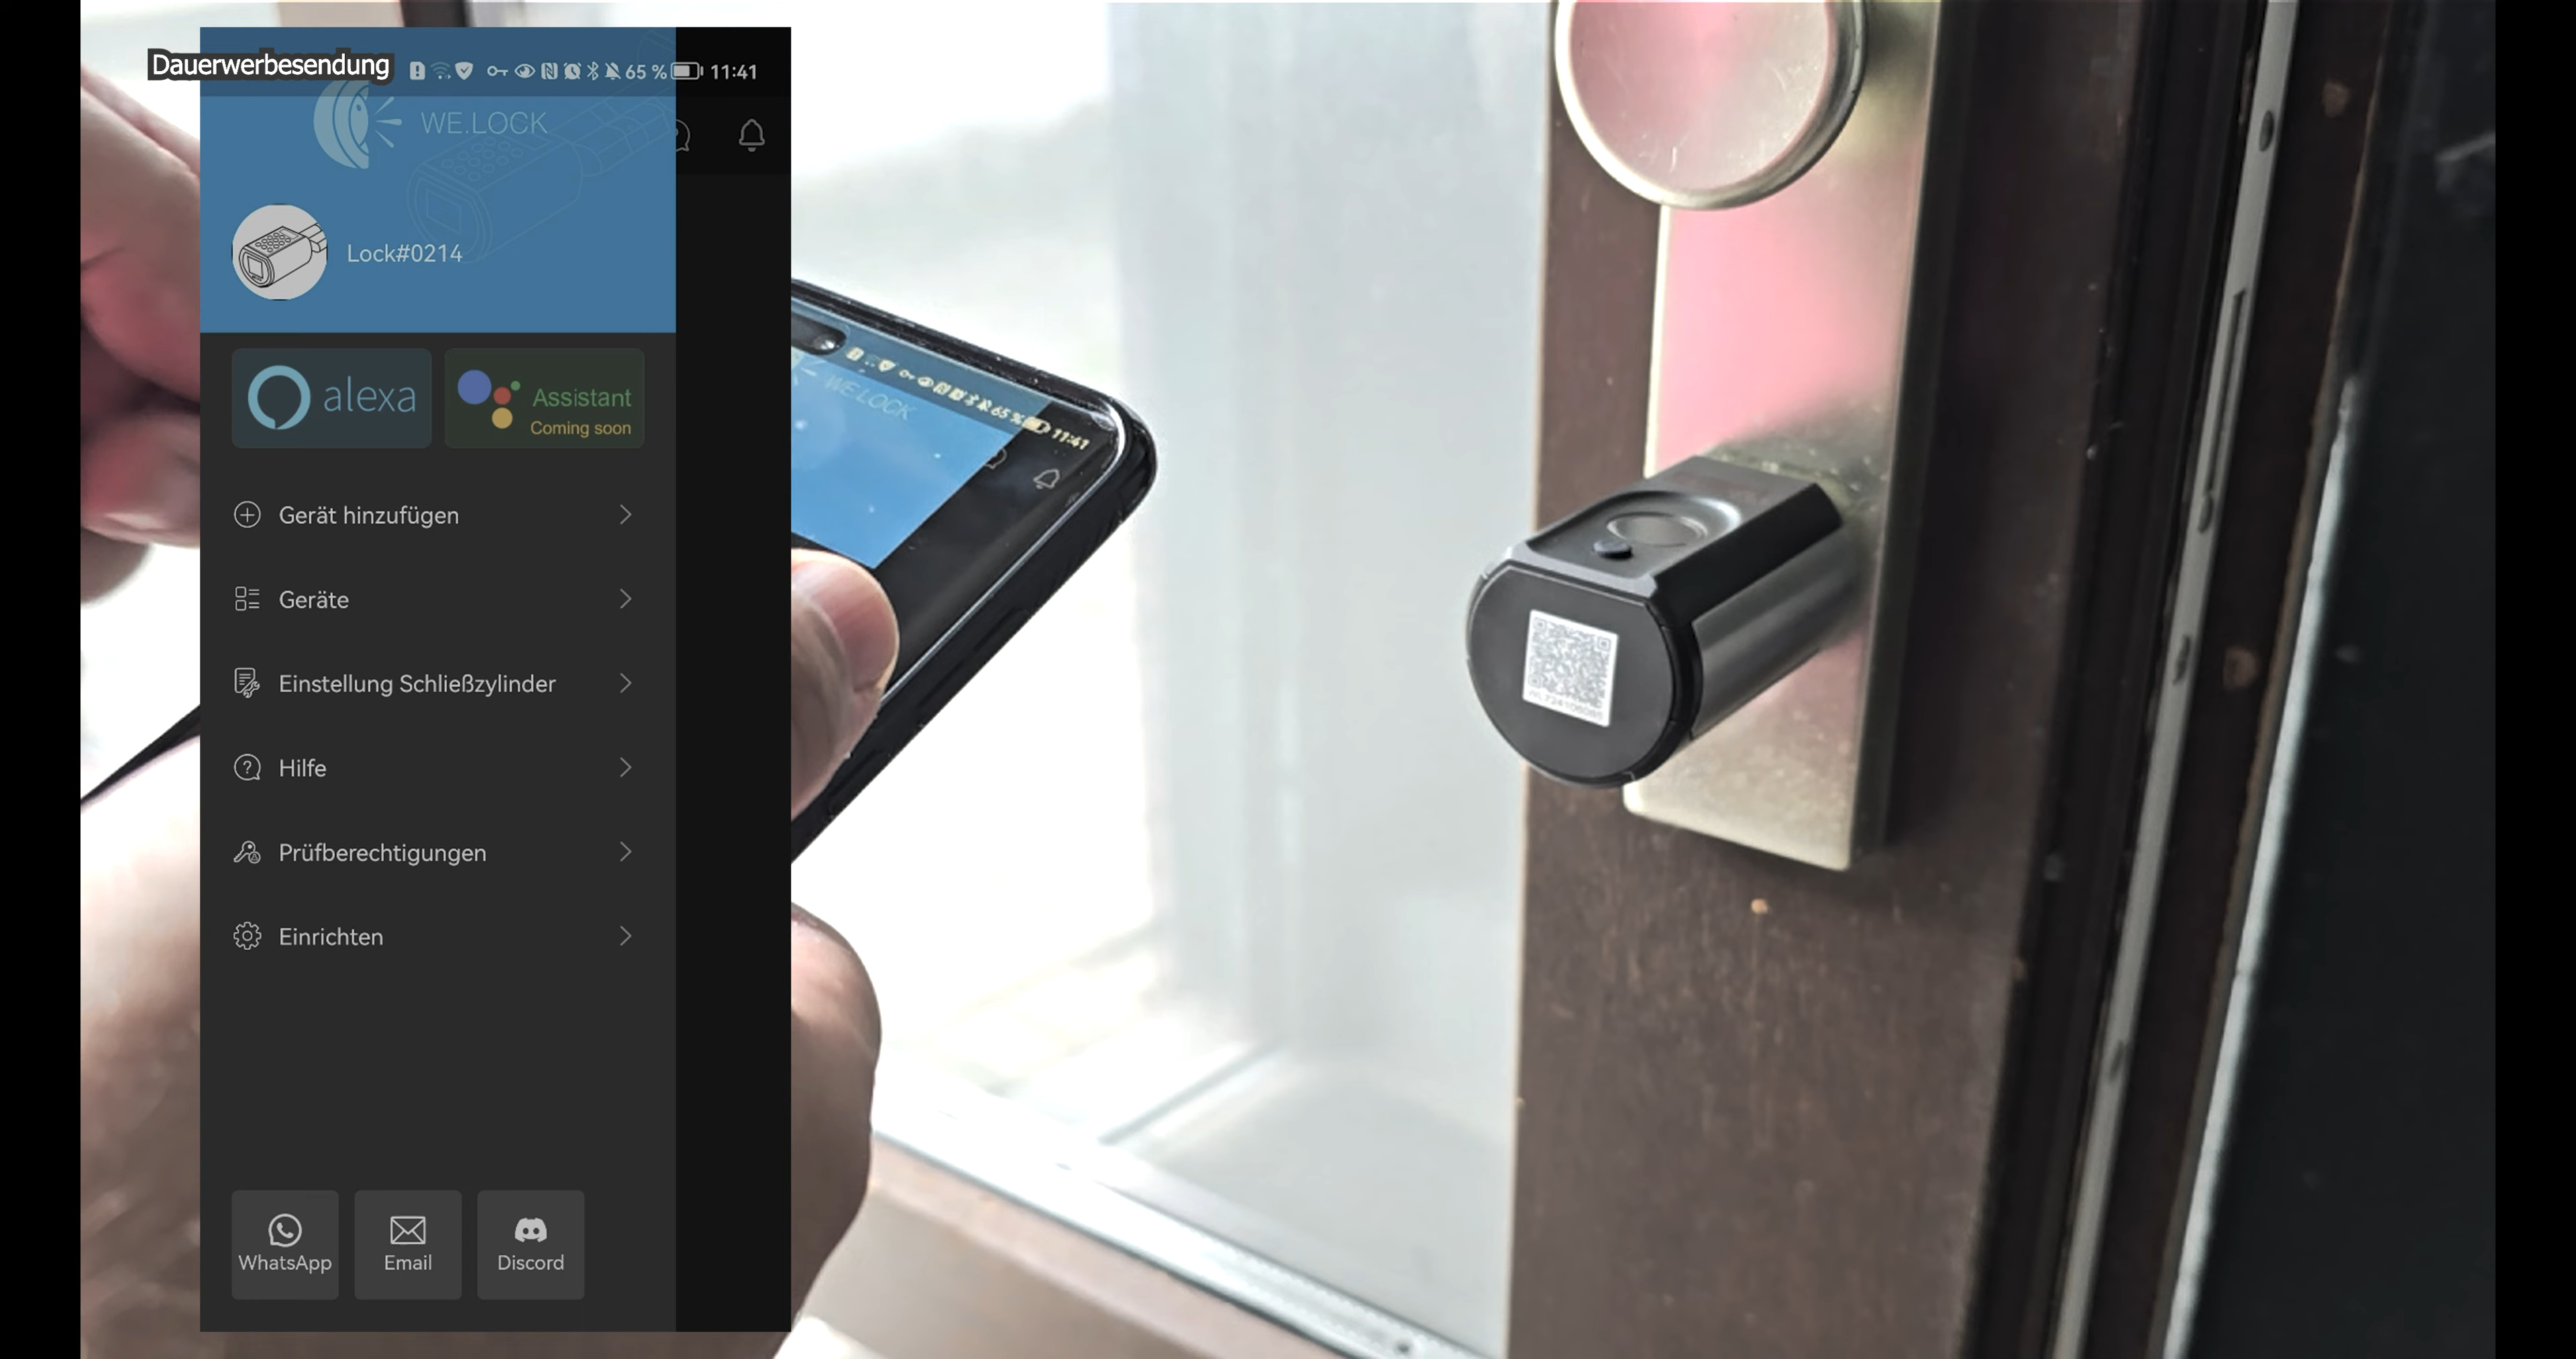 Dauerwerbesendung
65 % 11:41
WE.LOCK
Lock#0214
alexa
Assistant
Coming soon
Gerät hinzufügen
Geräte
Einstellung Schließzylinder
Hilfe
Prüfberechtigungen
Einrichten
WhatsApp
Email
Discord
WE.LOCK
65 % 11:41